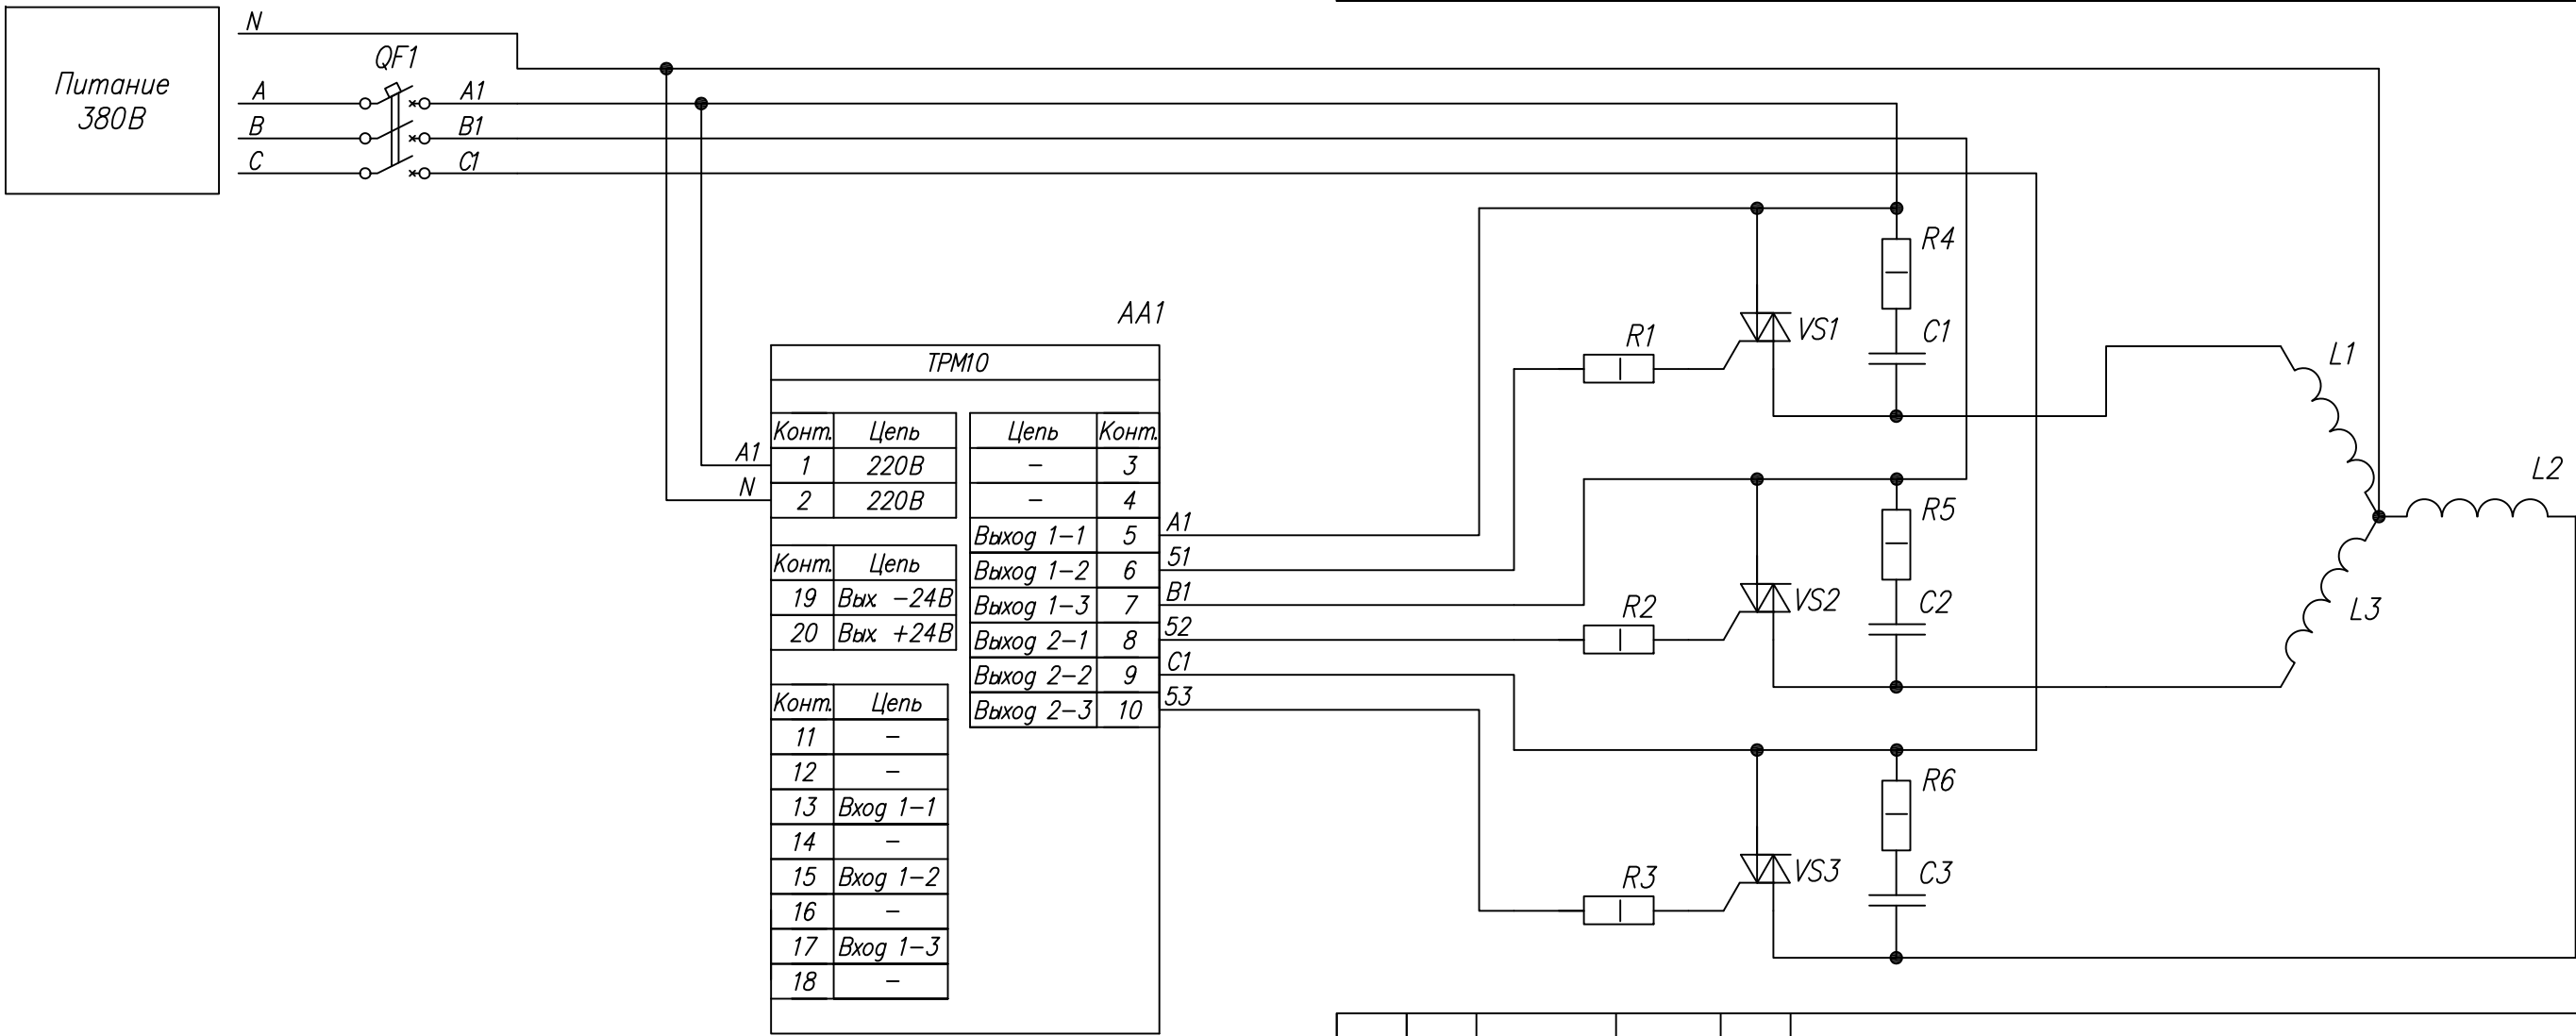 N
QF1
Питание
380В
A
A1
B
B1
C
C1
R4
AA1
R1
VS1
C1
L1
ТРМ10
Конт. Цепь
Цепь Конт.
A1
1 220В
— 3
N
2 220В
— 4
L2
A1
R5
Выход 1-1 5
51
Конт. Цепь
Выход 1-2 6
B1
19 Вых. -24В
Выход 1-3 7
R2
VS2
C2
L3
52
20 Вых. +24В
Выход 2-1 8
C1
Выход 2-2 9
53
Конт. Цепь
Выход 2-3 10
11 —
12 —
R6
13 Вход 1-1
14 —
15 Вход 1-2
R3
VS3
C3
16 —
17 Вход 1-3
18 —